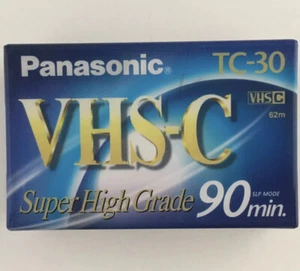 Panasonic® TC-30
VHS-C
VHS C
62m
Super High Grade 90 min.
SLP MODE